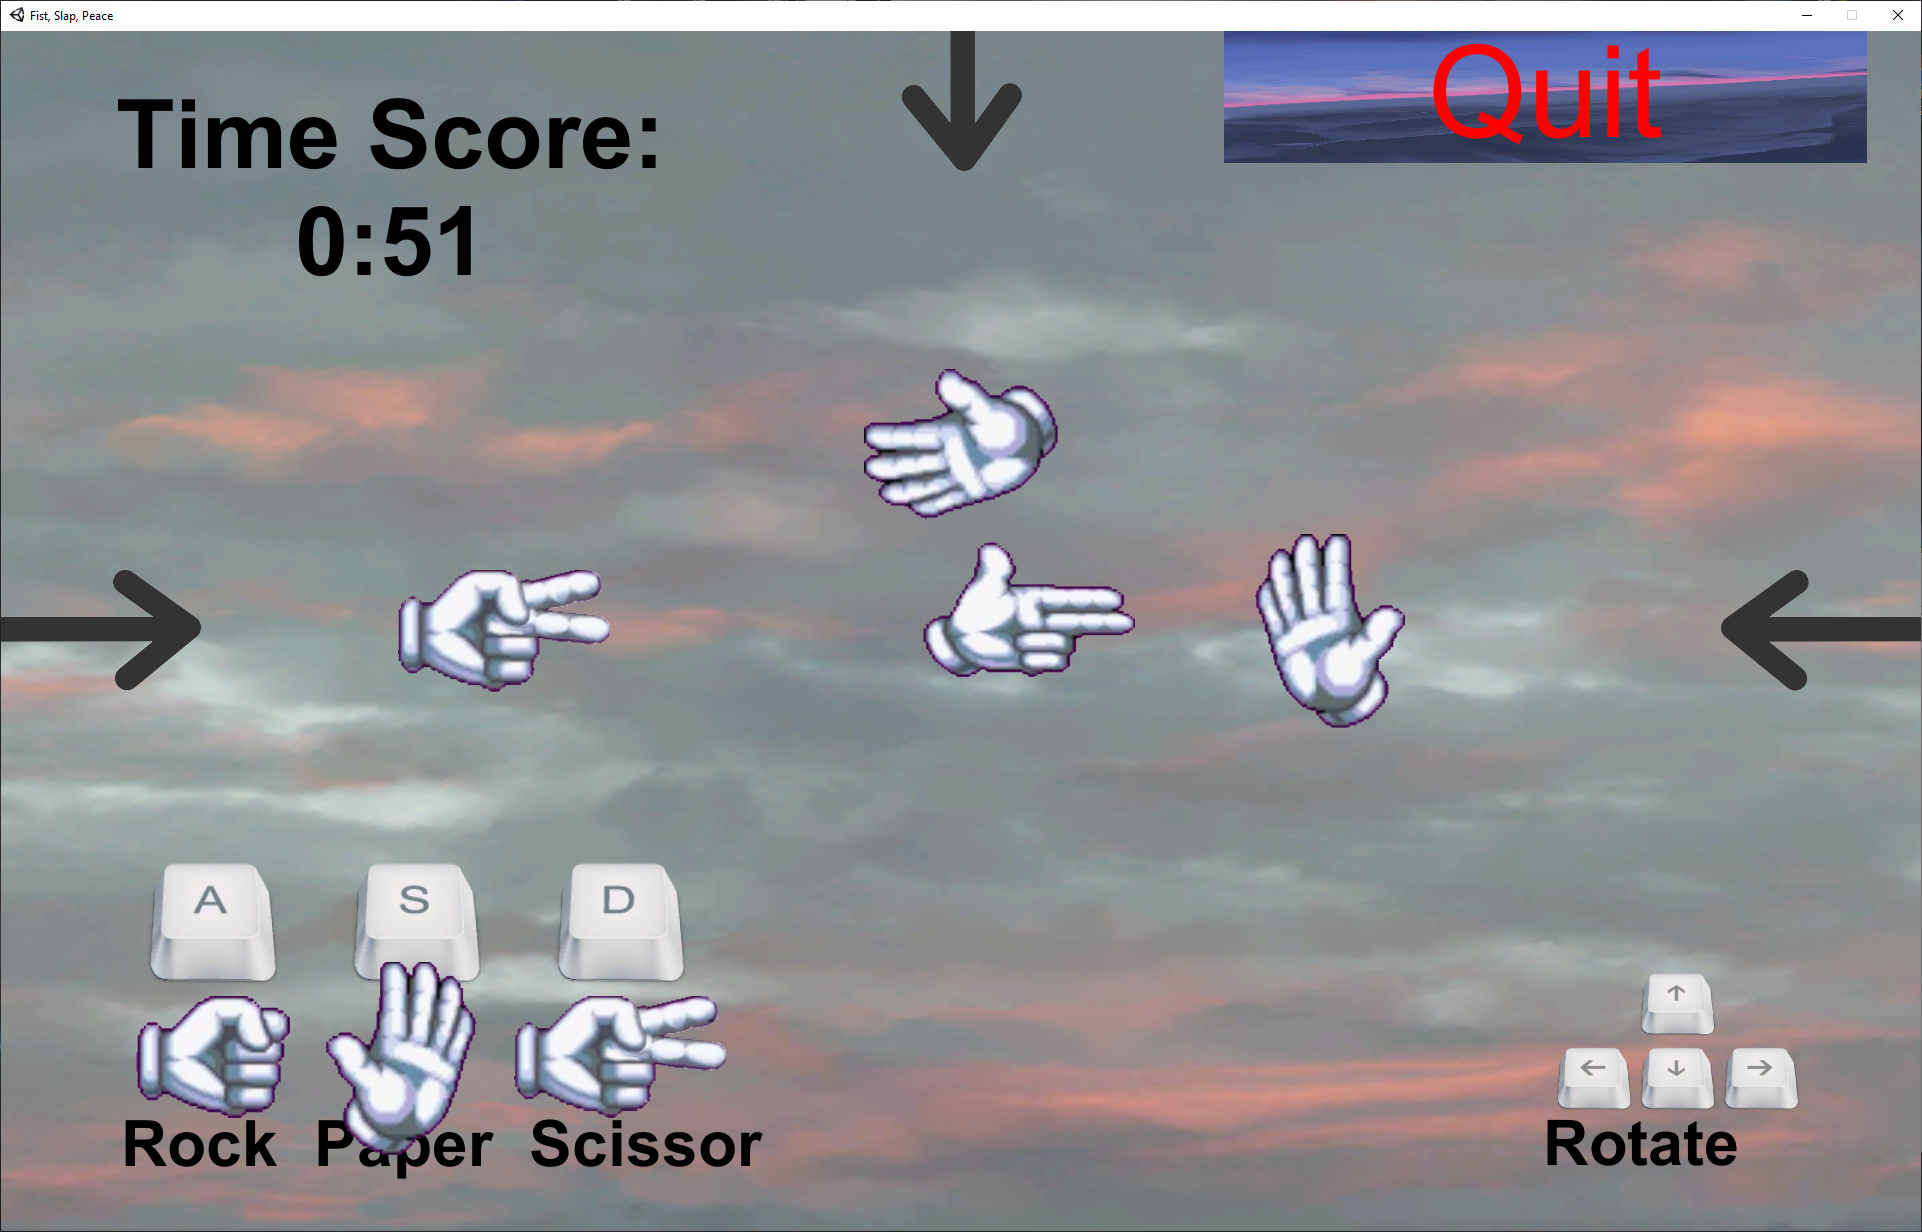 Fist, Slap, Peace
Time Score:
0:51
Quit
A S D
Rock Paper Scissor
↑
← ↓ →
Rotate